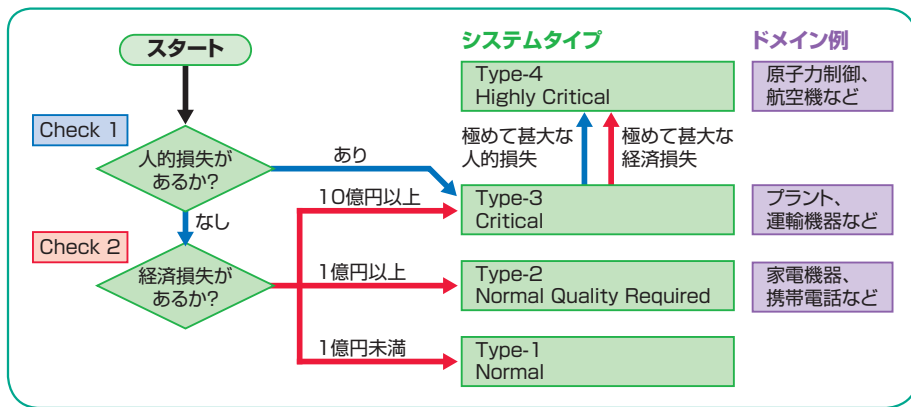 スタート
システムタイプ
ドメイン例
Type-4
Highly Critical
原子力制御、
航空機など
Check 1
人的損失が
あるか?
あり
極めて甚大な
人的損失
極めて甚大な
経済損失
10億円以上
Type-3
Critical
プラント、
運輸機器など
なし
Check 2
経済損失が
あるか?
1億円以上
Type-2
Normal Quality Required
家電機器、
携帯電話など
1億円未満
Type-1
Normal